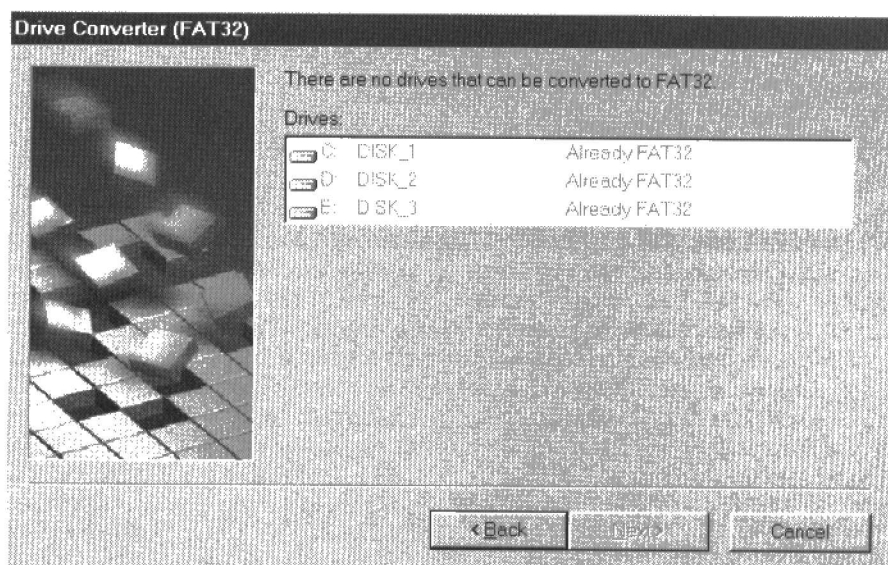 Drive Converter (FAT32)
There are no drives that can be converted to FAT32.
Drives:
C: DISK_1 Already FAT32
D: DISK_2 Already FAT32
E: DISK_3 Already FAT32
< Back Next > Cancel